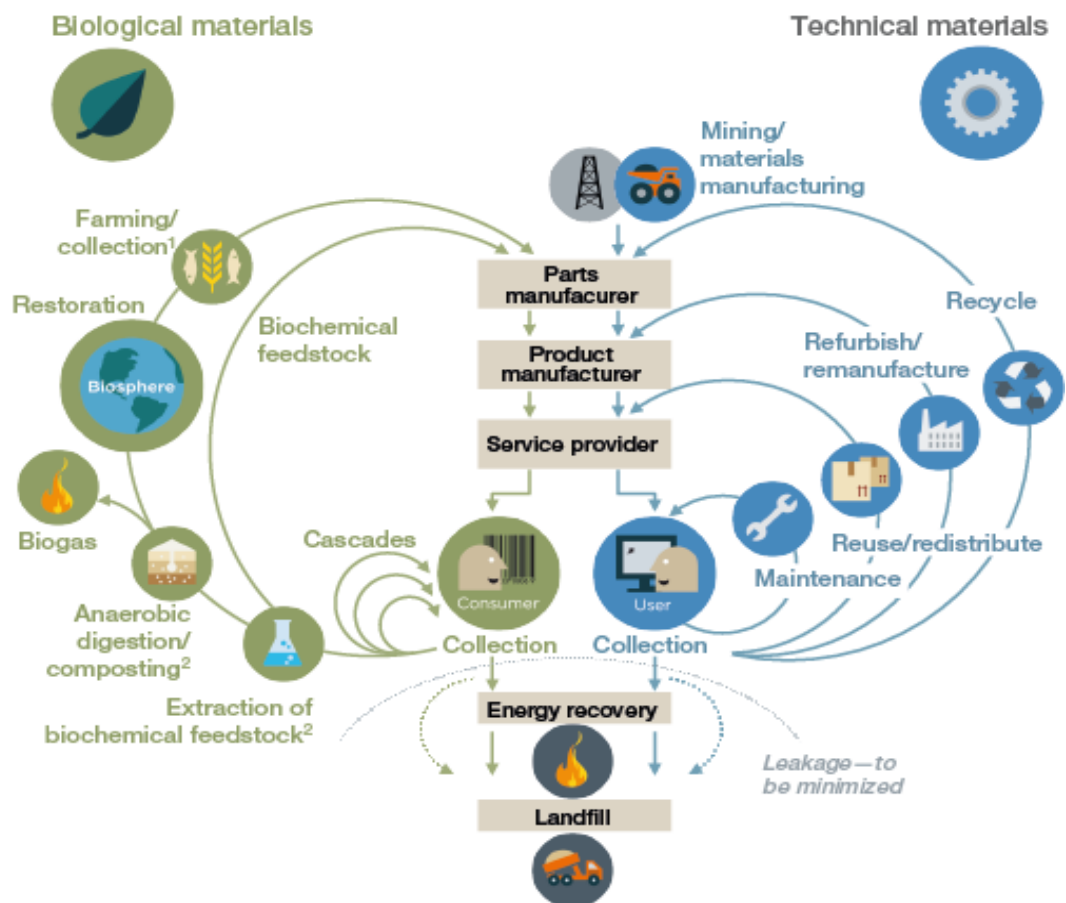 Biological materials
Technical materials
Mining/
materials
manufacturing
Farming/
collection¹
Parts
manufacurer
Restoration
Recycle
Biochemical
feedstock
Refurbish/
remanufacture
Product
manufacturer
Biosphere
Service provider
Biogas
Cascades
Reuse/redistribute
Maintenance
Consumer
User
Anaerobic
digestion/
composting²
Collection
Collection
Extraction of
biochemical feedstock²
Energy recovery
Leakage—to
be minimized
Landfill